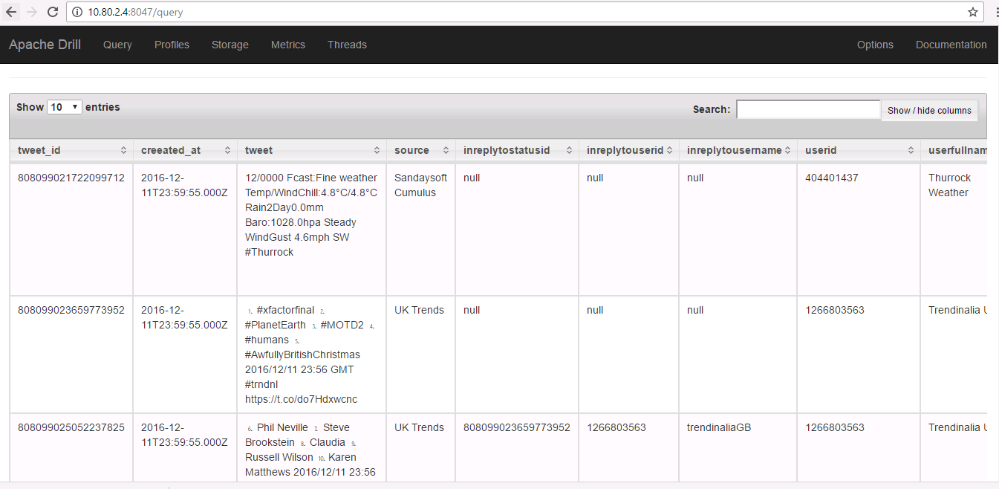 10.80.2.4:8047/query
Apache Drill Query Profiles Storage Metrics Threads Options Documentation
Show 10 entries Search: Show / hide columns
tweet_id creeated_at tweet source inreplytostatusid inreplytouserid inreplytousername userid userfullnam
808099021722099712 2016-12- 12/0000 Fcast:Fine weather Sandaysoft null null null 404401437 Thurrock
11T23:59:55.000Z Temp/WindChill:4.8°C/4.8°C Cumulus Weather
Rain2Day0.0mm
Baro:1028.0hpa Steady
WindGust 4.6mph SW
#Thurrock
808099023659773952 2016-12- 1. #xfactorfinal 2. UK Trends null null null 1266803563 Trendinalia U
11T23:59:55.000Z #PlanetEarth 3. #MOTD2 4.
#humans 5.
#AwfullyBritishChristmas
2016/12/11 23:56 GMT
#trndnl
https://t.co/do7Hdxwcnc
808099025052237825 2016-12- 6. Phil Neville 7. Steve UK Trends 808099023659773952 1266803563 trendinaliaGB 1266803563 Trendinalia U
11T23:59:55.000Z Brookstein 8. Claudia 9.
Russell Wilson 10. Karen
Matthews 2016/12/11 23:56